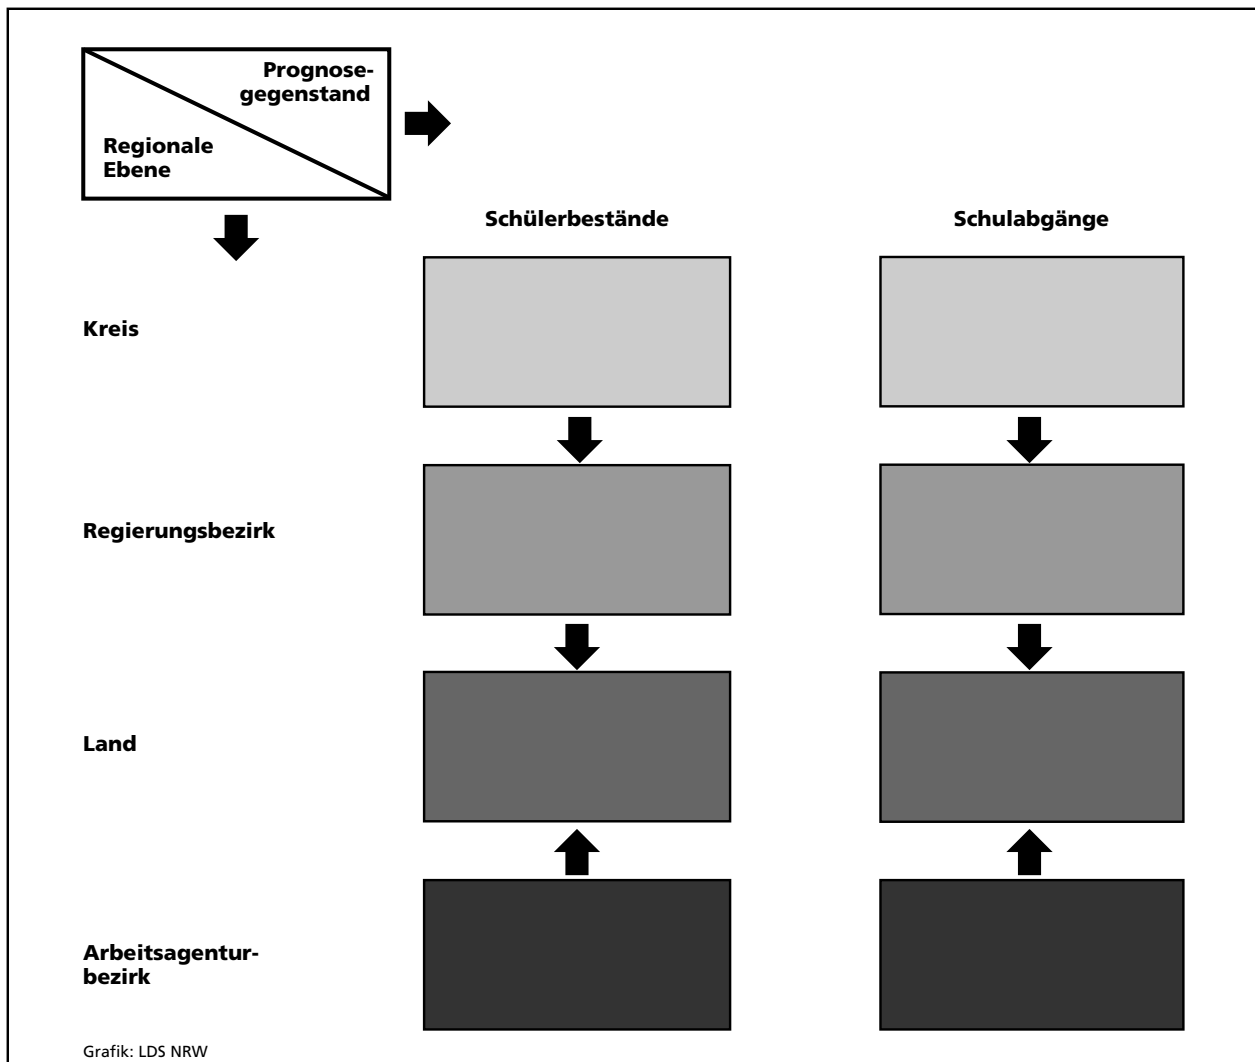 Prognose-
gegenstand
Regionale
Ebene
Schülerbestände
Schulabgänge
Kreis
Regierungsbezirk
Land
Arbeitsagentur-
bezirk
Grafik: LDS NRW